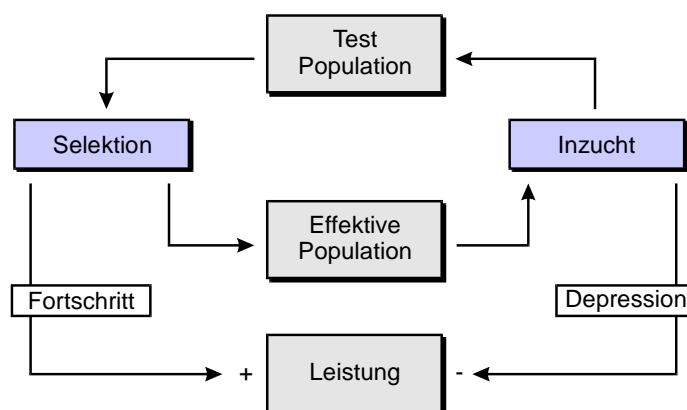 Test
Population
Selektion
Inzucht
Effektive
Population
Fortschritt
Depression
+ Leistung -